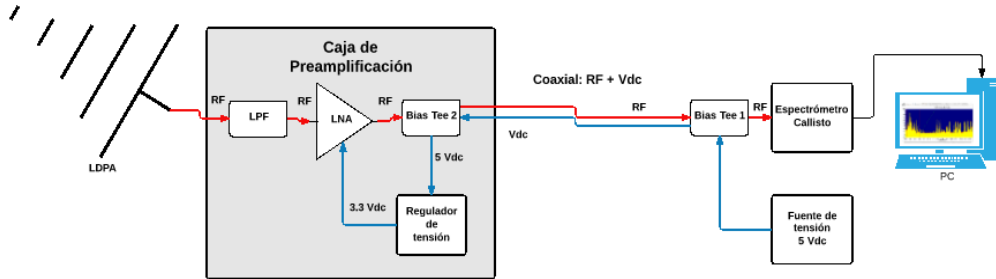 Caja de
Preamplificación
Coaxial: RF + Vdc
RF
LPF
RF
LNA
RF
Bias Tee 2
RF
Vdc
Bias Tee 1
RF
Espectrómetro
Callisto
PC
LDPA
5 Vdc
3.3 Vdc
Regulador
de
tensión
Fuente de
tensión
5 Vdc